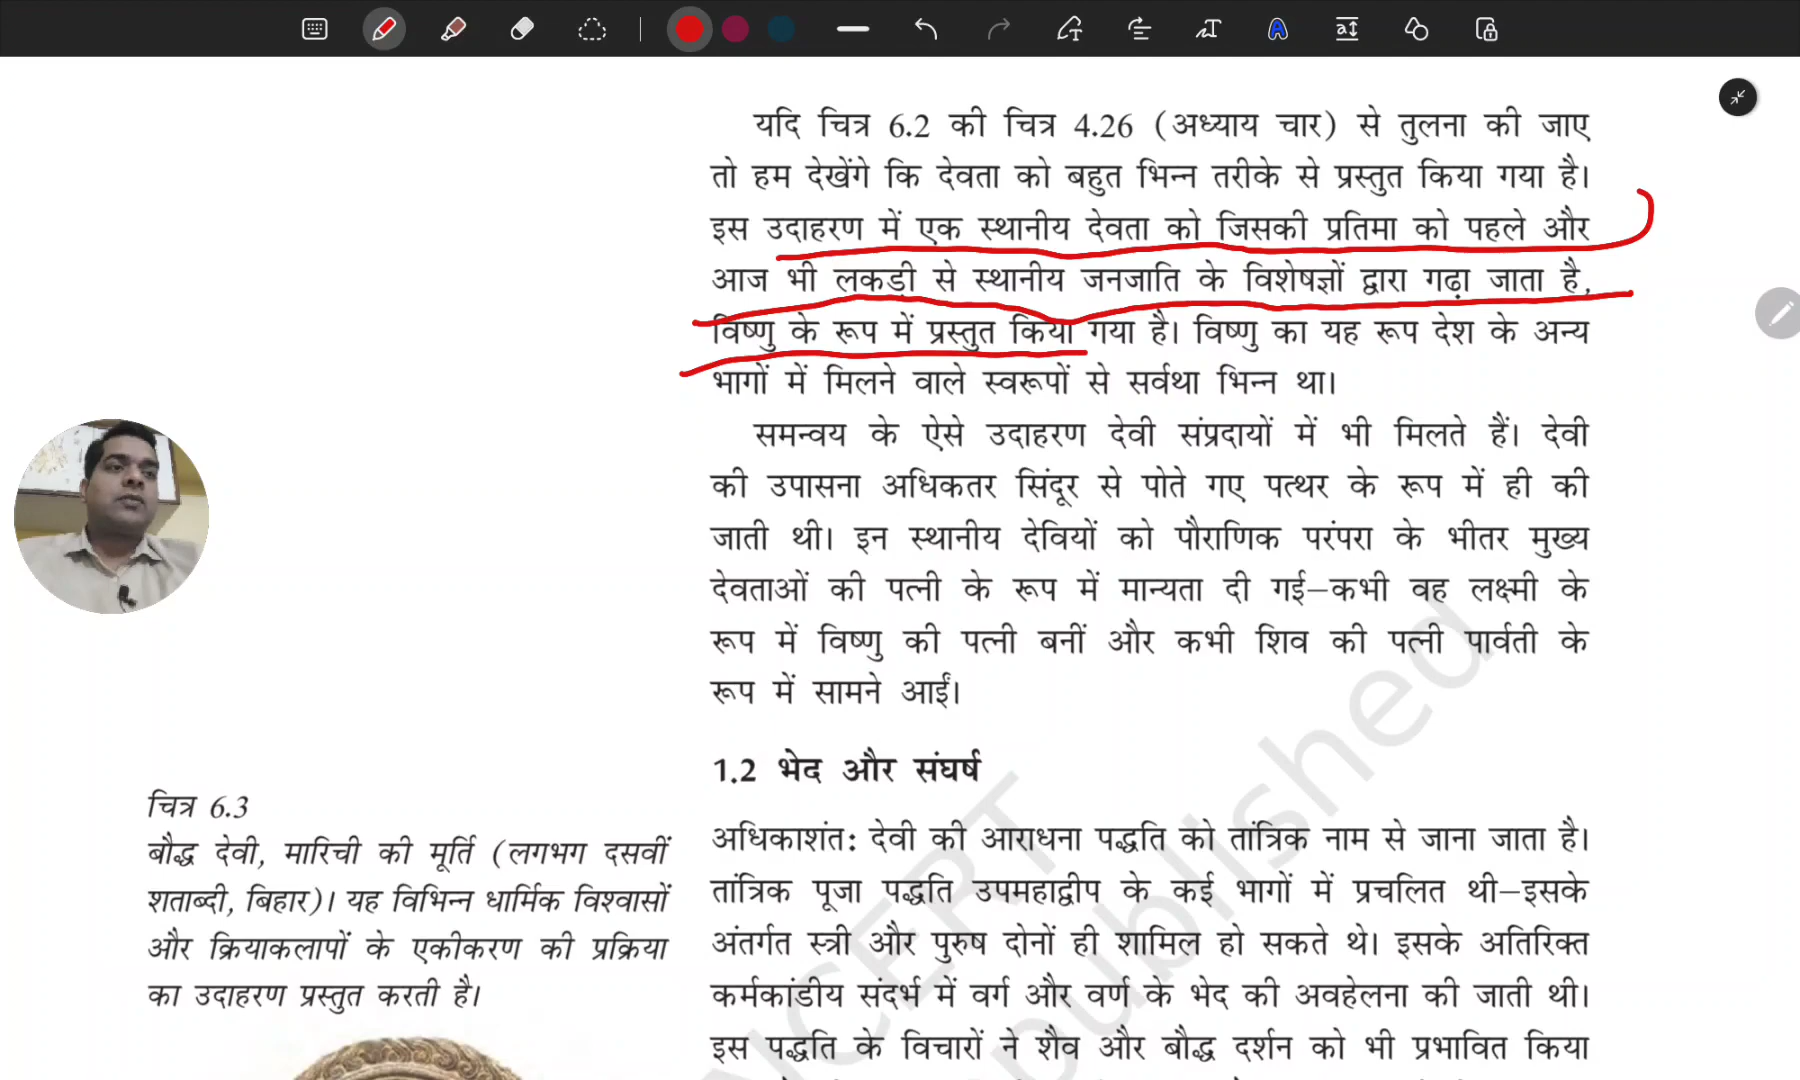 यदि चित्र 6.2 की चित्र 4.26 (अध्याय चार) से तुलना की जाए
तो हम देखेंगे कि देवता को बहुत भिन्न तरीके से प्रस्तुत किया गया है।
इस उदाहरण में एक स्थानीय देवता को जिसकी प्रतिमा को पहले और
आज भी लकड़ी से स्थानीय जनजाति के विशेषज्ञों द्वारा गढ़ा जाता है,
विष्णु के रूप में प्रस्तुत किया गया है। विष्णु का यह रूप देश के अन्य
भागों में मिलने वाले स्वरूपों से सर्वथा भिन्न था।
समन्वय के ऐसे उदाहरण देवी संप्रदायों में भी मिलते हैं। देवी
की उपासना अधिकतर सिंदूर से पोते गए पत्थर के रूप में ही की
जाती थी। इन स्थानीय देवियों को पौराणिक परंपरा के भीतर मुख्य
देवताओं की पत्नी के रूप में मान्यता दी गई–कभी वह लक्ष्मी के
रूप में विष्णु की पत्नी बनीं और कभी शिव की पत्नी पार्वती के
रूप में सामने आईं।
1.2 भेद और संघर्ष
अधिकाशंत: देवी की आराधना पद्धति को तांत्रिक नाम से जाना जाता है।
तांत्रिक पूजा पद्धति उपमहाद्वीप के कई भागों में प्रचलित थी–इसके
अंतर्गत स्त्री और पुरुष दोनों ही शामिल हो सकते थे। इसके अतिरिक्त
कर्मकांडीय संदर्भ में वर्ग और वर्ण के भेद की अवहेलना की जाती थी।
इस पद्धति के विचारों ने शैव और बौद्ध दर्शन को भी प्रभावित किया
चित्र 6.3
बौद्ध देवी, मारिची की मूर्ति (लगभग दसवीं
शताब्दी, बिहार)। यह विभिन्न धार्मिक विश्वासों
और क्रियाकलापों के एकीकरण की प्रक्रिया
का उदाहरण प्रस्तुत करती है।
NCERT
published